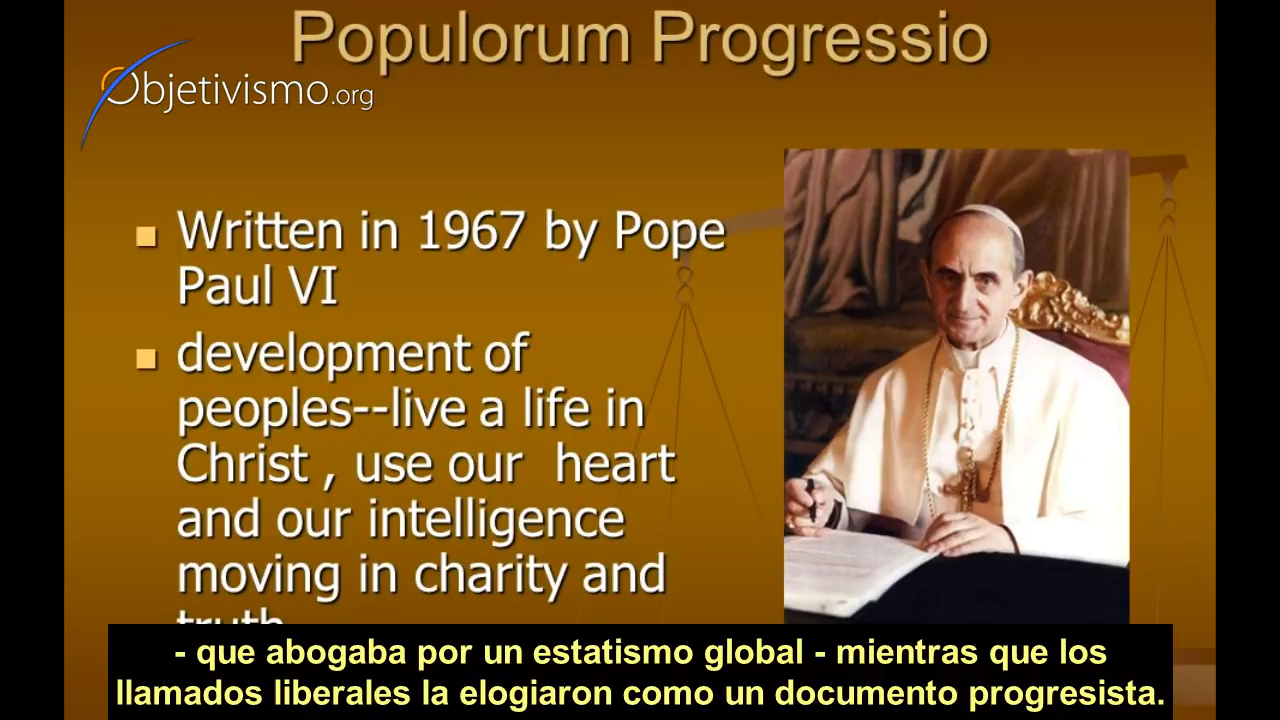 Populorum Progressio
Objetivismo.org
Written in 1967 by Pope
Paul VI
development of
peoples--live a life in
Christ , use our heart
and our intelligence
moving in charity and
truth
- que abogaba por un estatismo global - mientras que los
llamados liberales la elogiaron como un documento progresista.